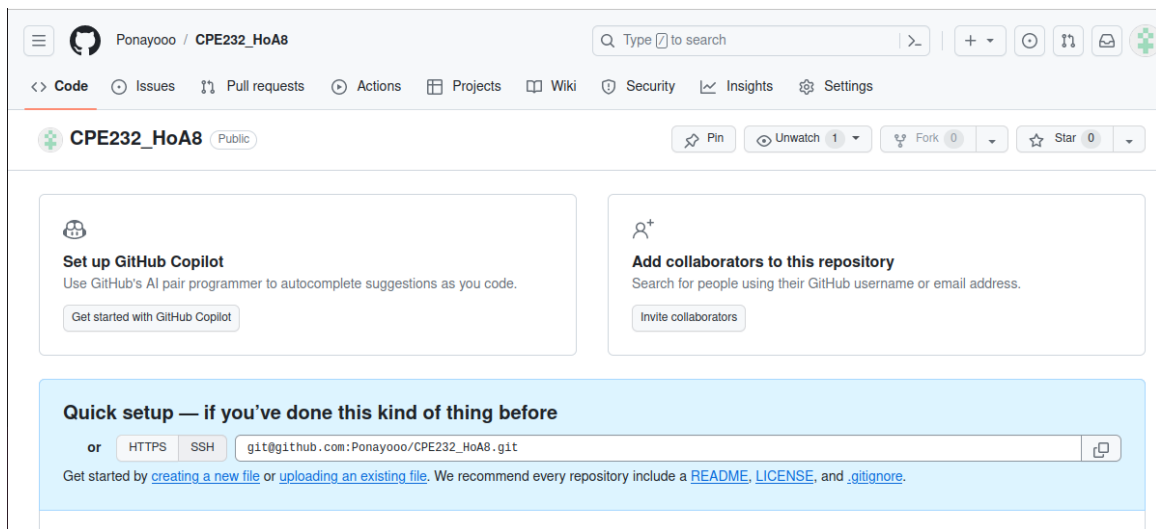 Ponayooo / CPE232_HoA8 Type / to search
Code Issues Pull requests Actions Projects Wiki Security Insights Settings
CPE232_HoA8 Public Pin Unwatch 1 Fork 0 Star 0
Set up GitHub Copilot
Use GitHub's AI pair programmer to autocomplete suggestions as you code.
Get started with GitHub Copilot
Add collaborators to this repository
Search for people using their GitHub username or email address.
Invite collaborators
Quick setup — if you've done this kind of thing before
or HTTPS SSH git@github.com:Ponayooo/CPE232_HoA8.git
Get started by creating a new file or uploading an existing file. We recommend every repository include a README, LICENSE, and .gitignore.